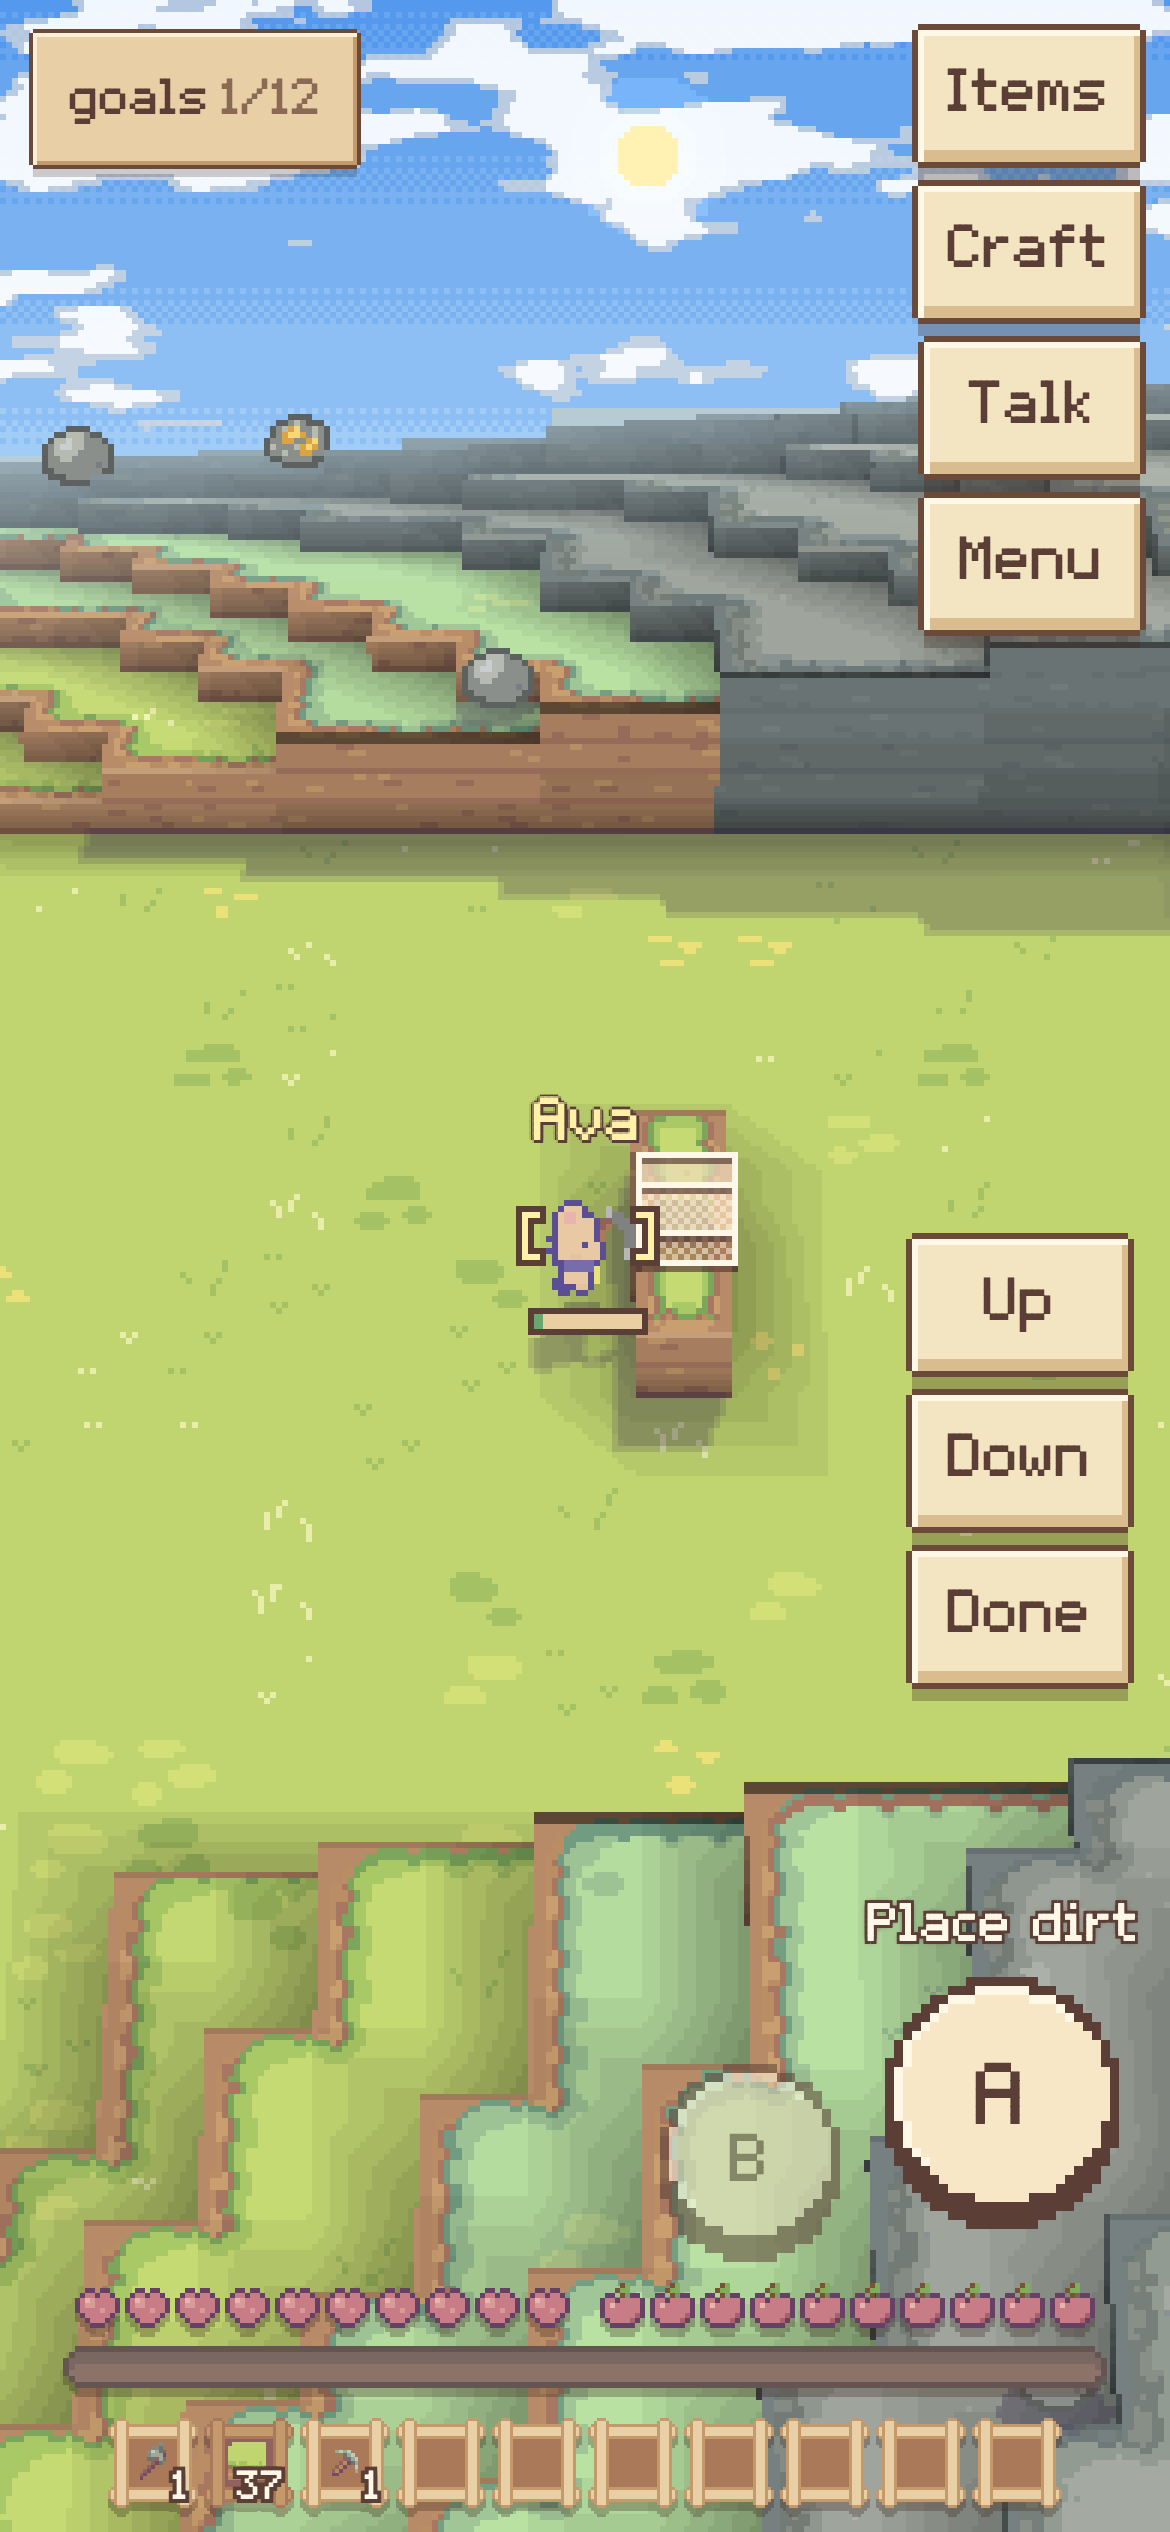 goals 1/12
Items
Craft
Talk
Menu
Ava
Up
Down
Done
Place dirt
A
B
1
37
1